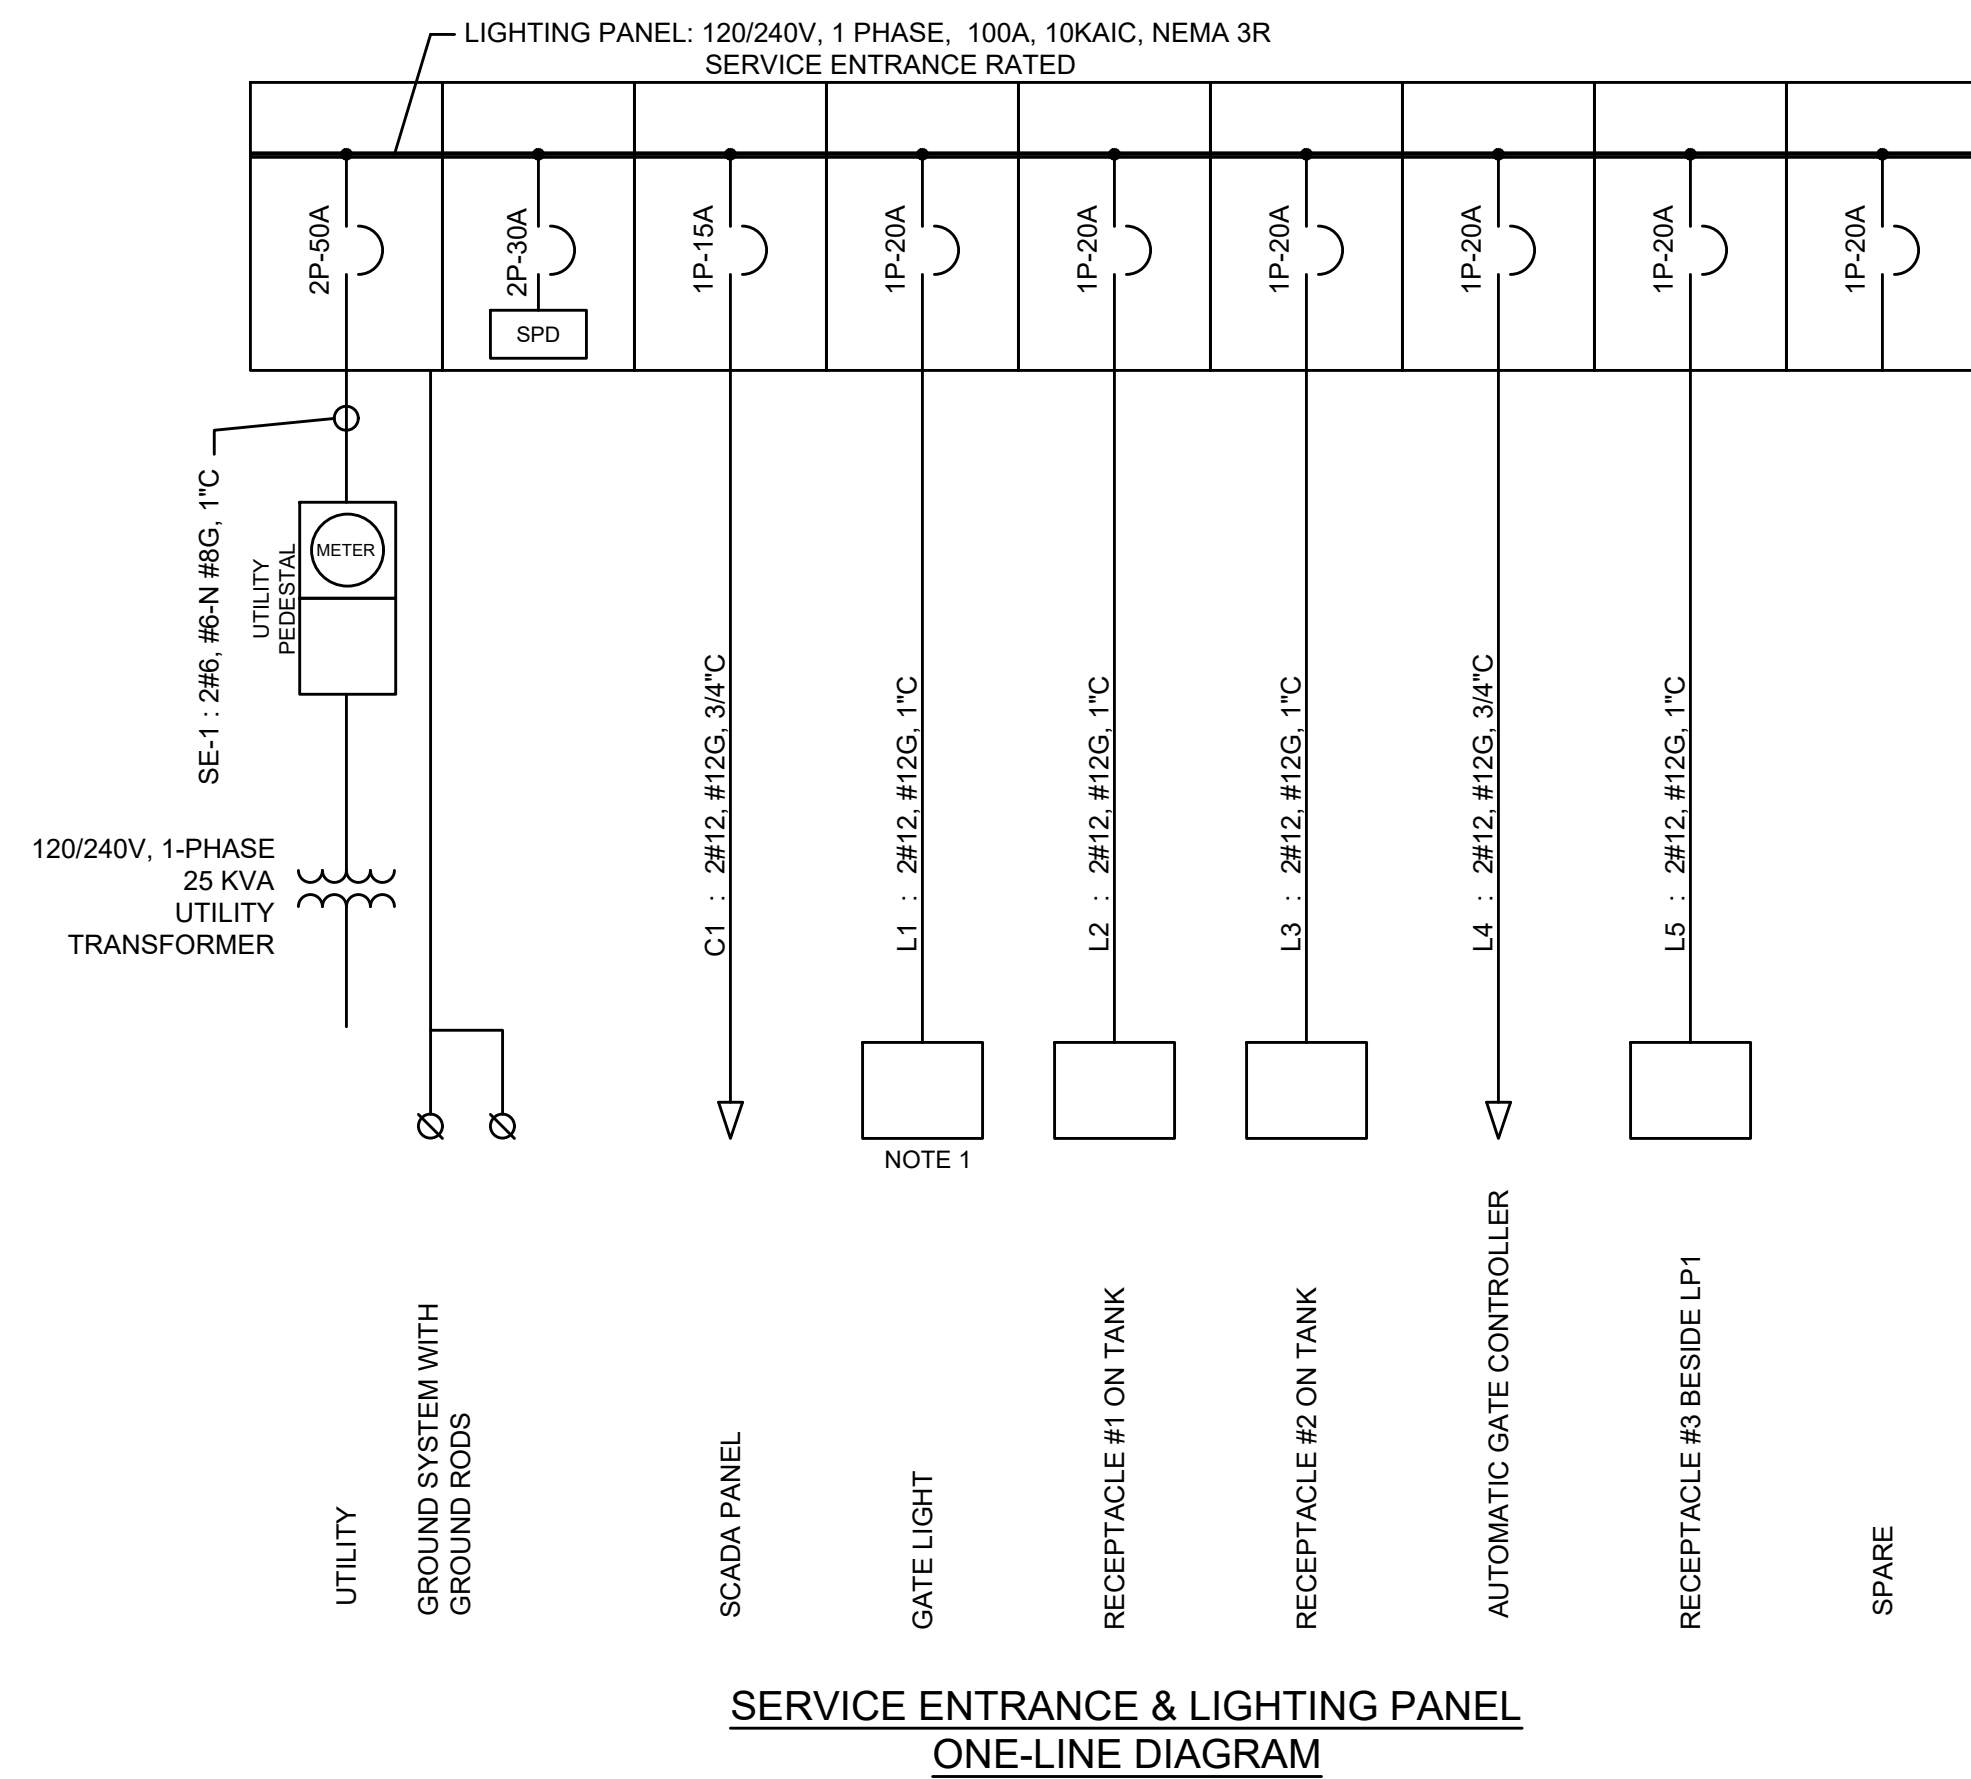 LIGHTING PANEL: 120/240V, 1 PHASE, 100A, 10KAIC, NEMA 3R
SERVICE ENTRANCE RATED
2P-50A
2P-30A
1P-15A
1P-20A
1P-20A
1P-20A
1P-20A
1P-20A
1P-20A
SPD
SE-1 : 2#6, #6-N #8G, 1"C
UTILITY
PEDESTAL
METER
120/240V, 1-PHASE
25 KVA
UTILITY
TRANSFORMER
C1 : 2#12, #12G, 3/4"C
L1 : 2#12, #12G, 1"C
L2 : 2#12, #12G, 1"C
L3 : 2#12, #12G, 1"C
L4 : 2#12, #12G, 3/4"C
L5 : 2#12, #12G, 1"C
NOTE 1
UTILITY
GROUND SYSTEM WITH
GROUND RODS
SCADA PANEL
GATE LIGHT
RECEPTACLE #1 ON TANK
RECEPTACLE #2 ON TANK
AUTOMATIC GATE CONTROLLER
RECEPTACLE #3 BESIDE LP1
SPARE
SERVICE ENTRANCE & LIGHTING PANEL
ONE-LINE DIAGRAM